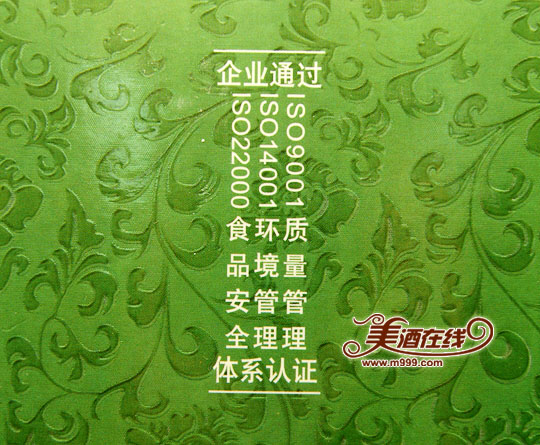 企业通过
ISO9001质量管理
ISO14001环境管理
ISO22000食品安全
体系认证
美酒在线
www.m999.com